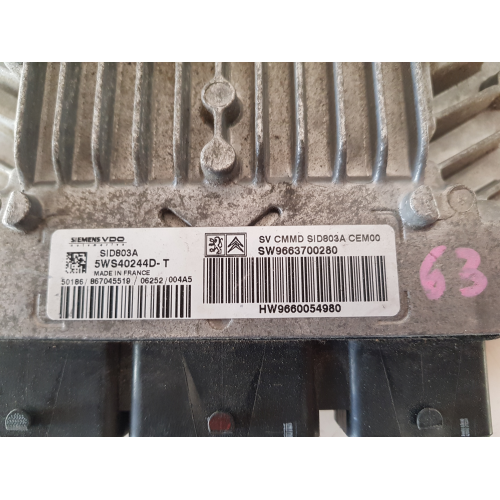 SIEMENS VDO
SID803A
5WS40244D-T
MADE IN FRANCE
50186/867045519/06252/004A5
SV CMMD SID803A CEM00
SW9663700280
HW9660054980
63